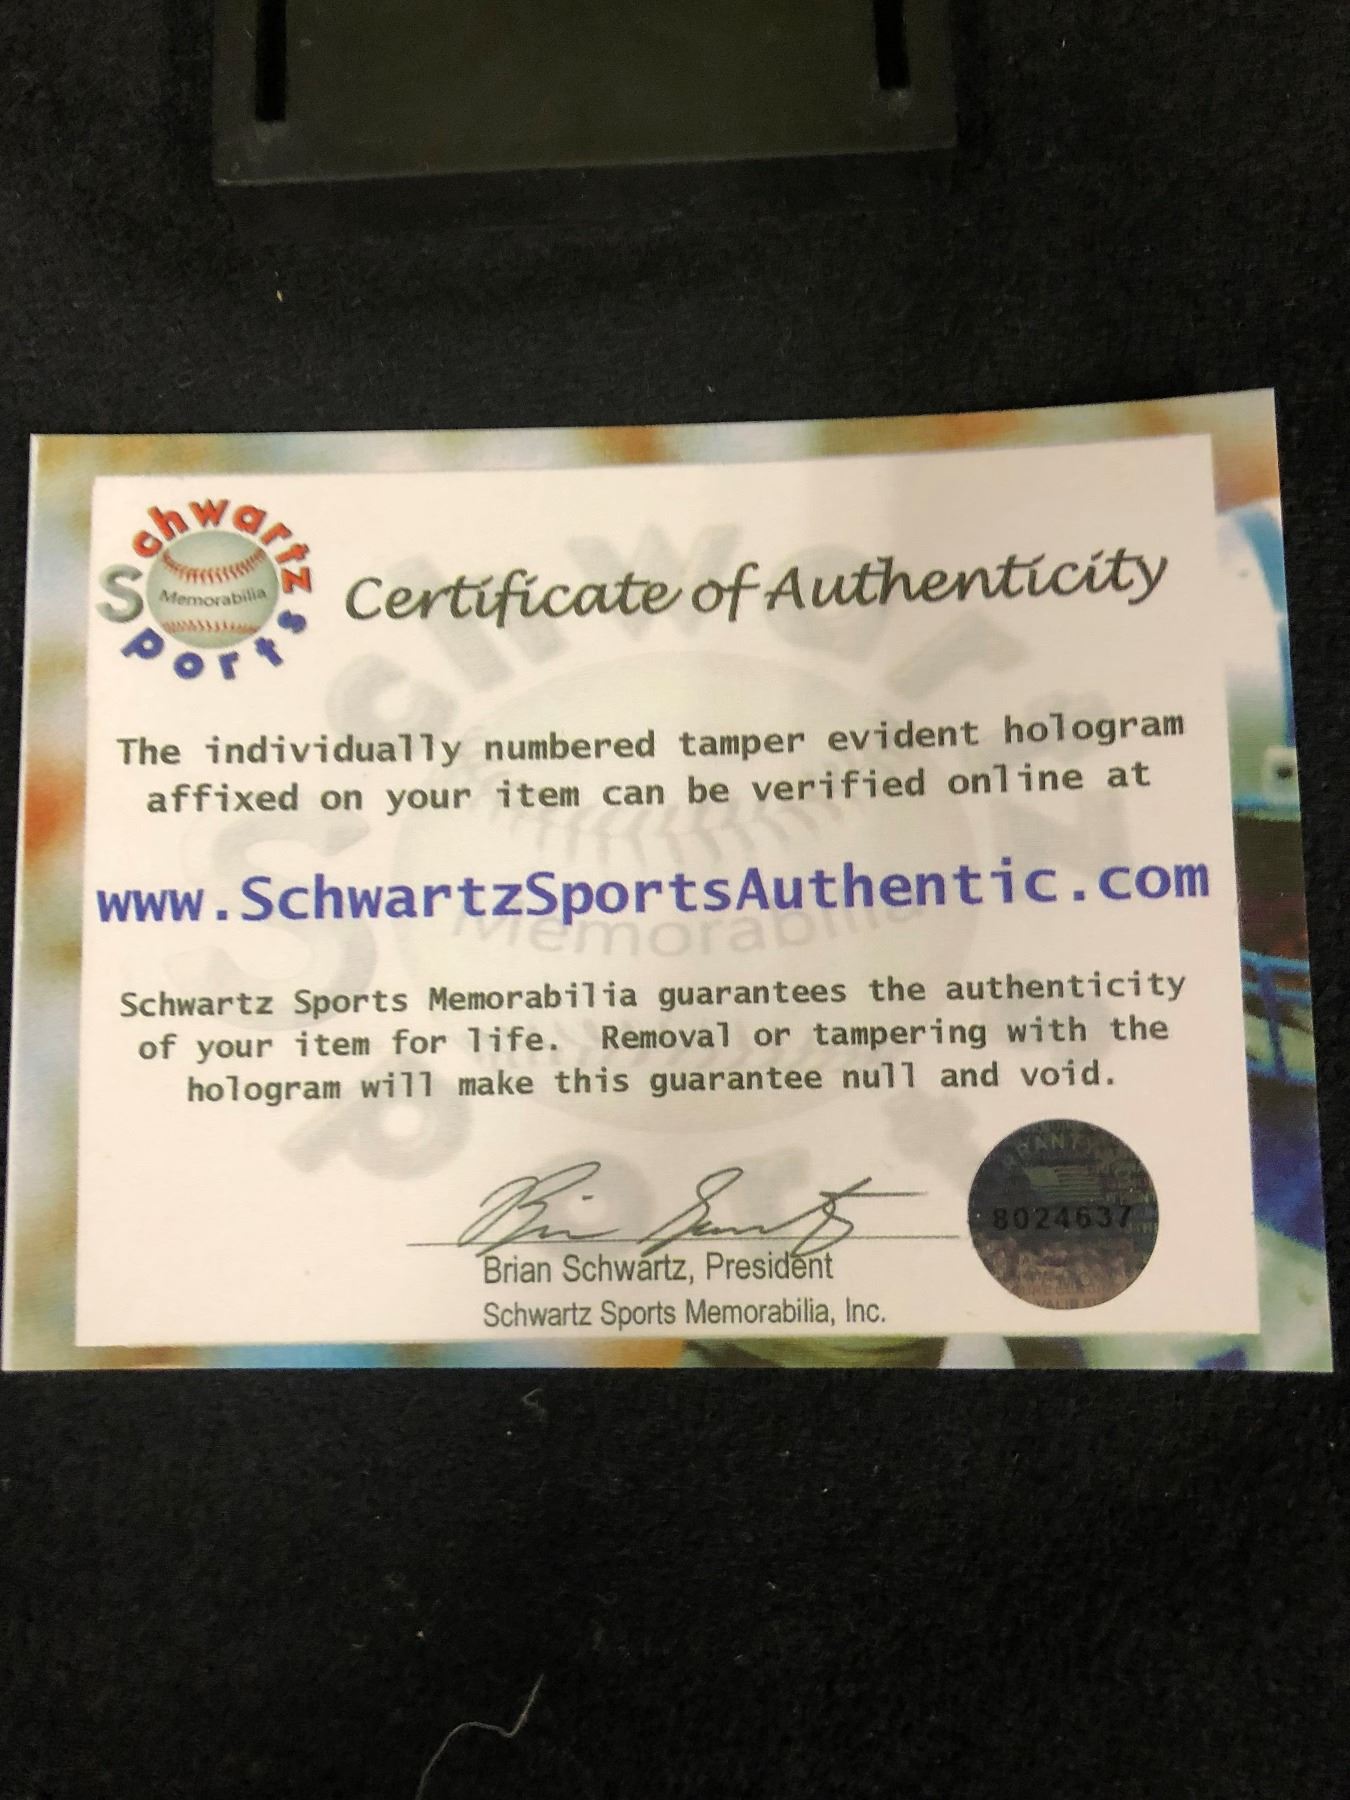 Schwartz
Sports
Memorabilia
Certificate of Authenticity
The individually numbered tamper evident hologram
affixed on your item can be verified online at
www.SchwartzSportsAuthentic.com
Schwartz Sports Memorabilia guarantees the authenticity
of your item for life. Removal or tampering with the
hologram will make this guarantee null and void.
Brian Schwartz, President
Schwartz Sports Memorabilia, Inc.
8024637